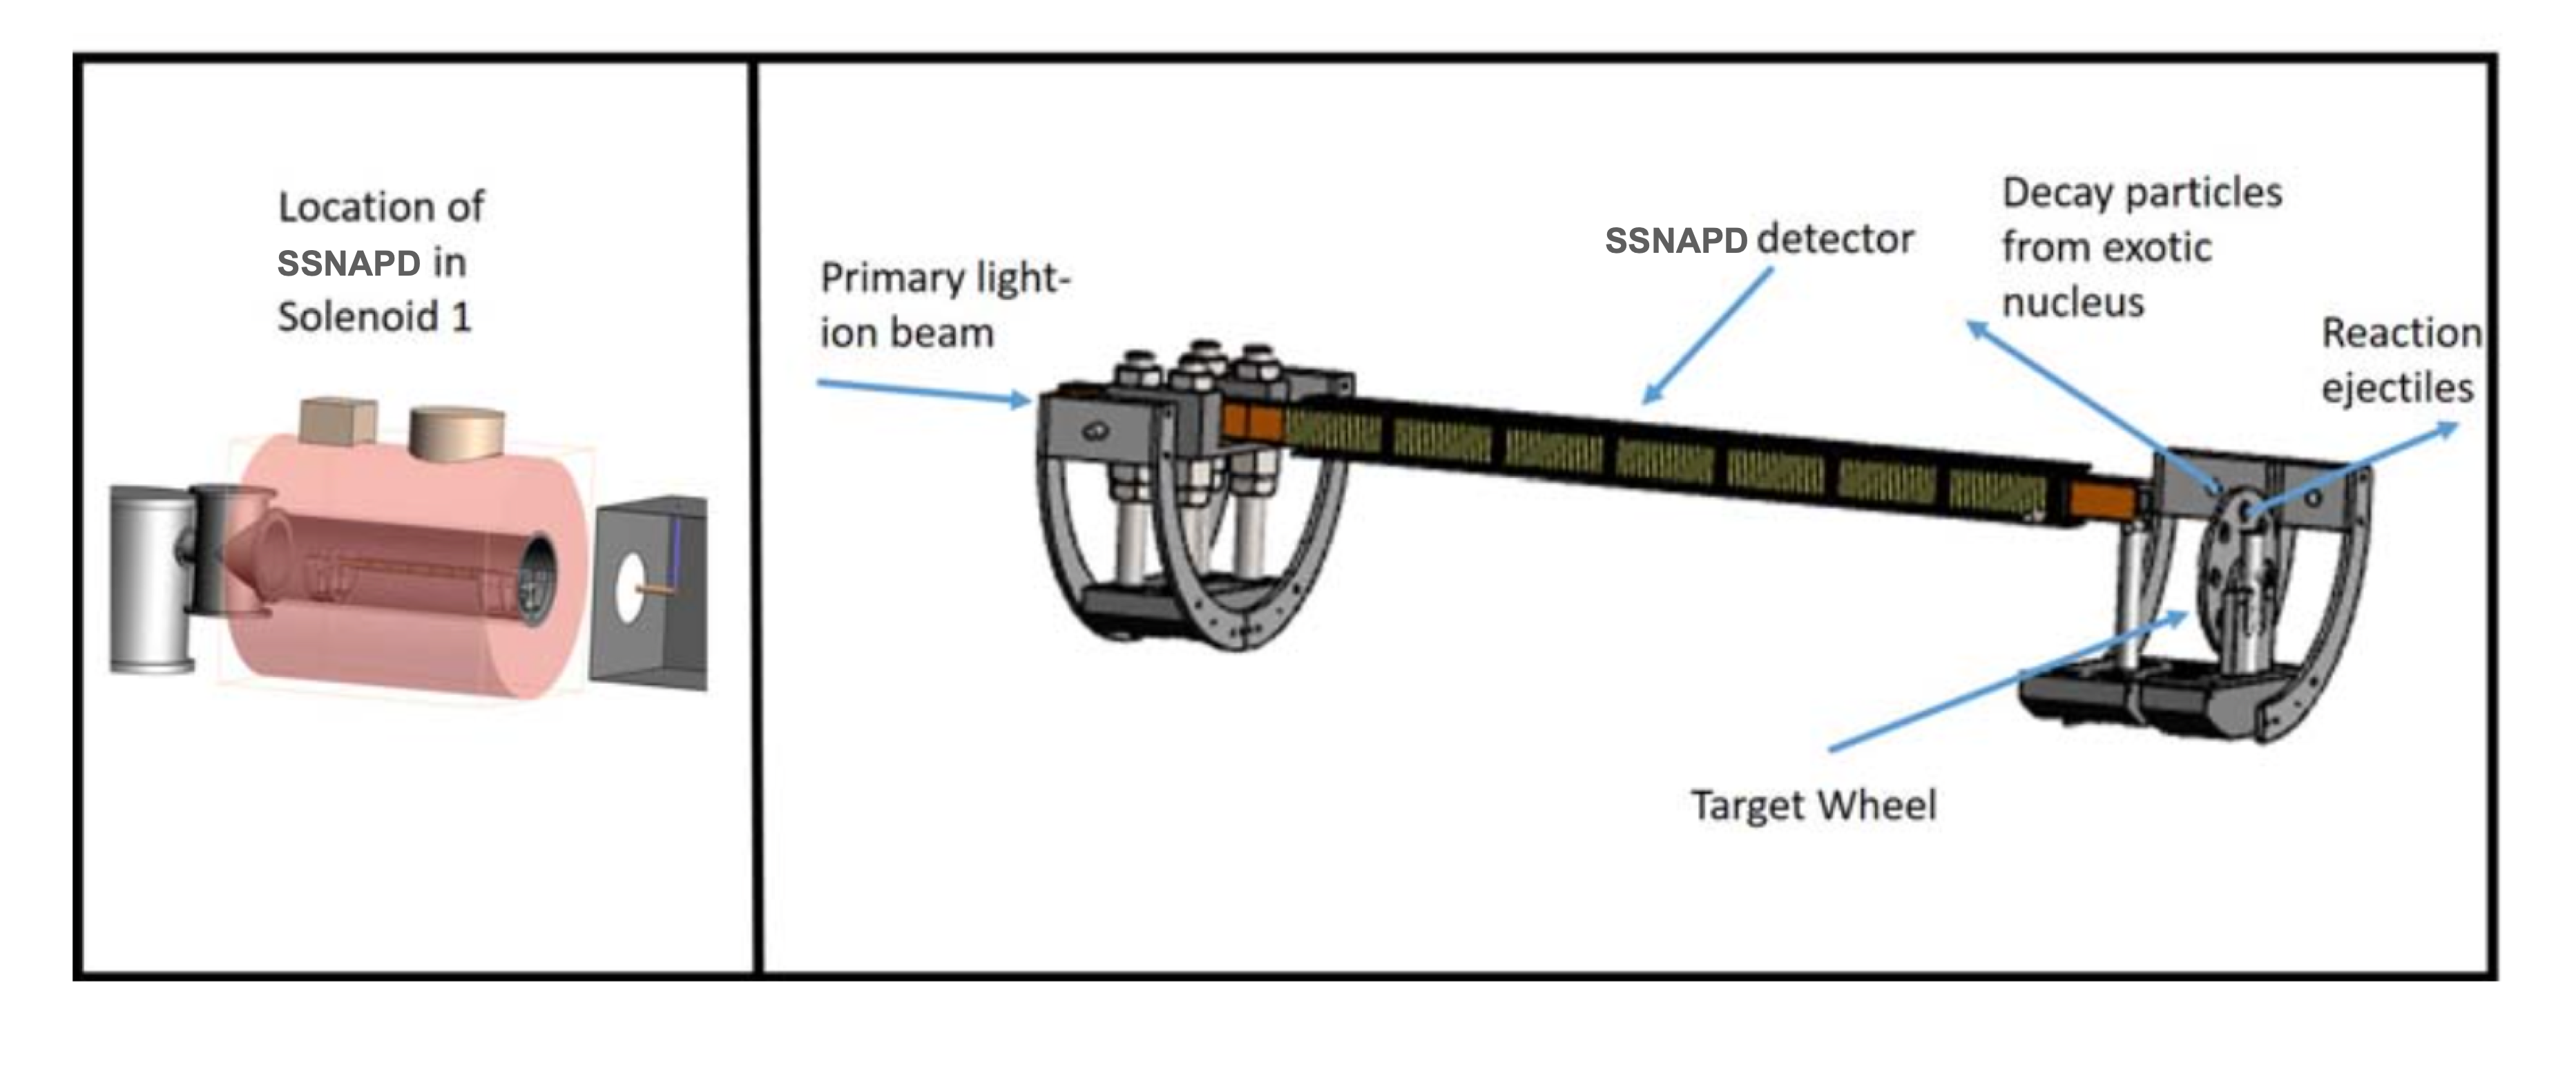 Location of
SSNAPD in
Solenoid 1
Primary light-
ion beam
SSNAPD detector
Decay particles
from exotic
nucleus
Reaction
ejectiles
Target Wheel